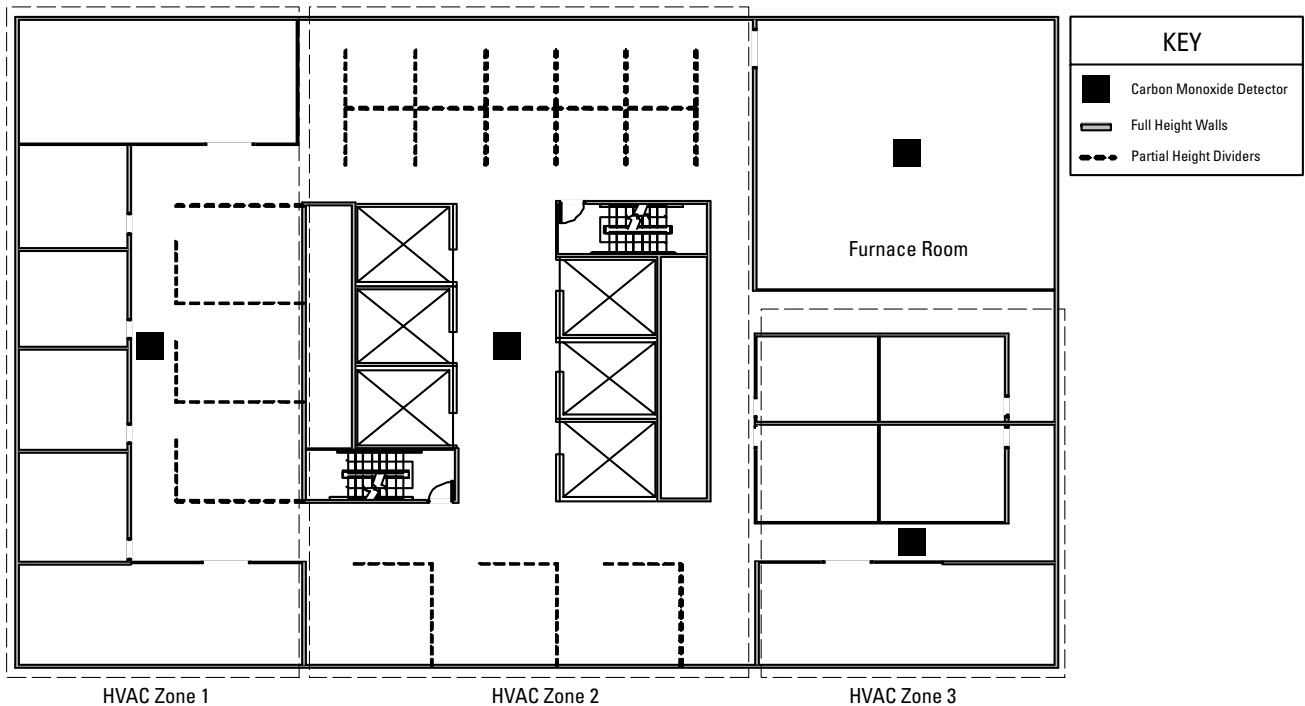 KEY
Carbon Monoxide Detector
Full Height Walls
Partial Height Dividers
Furnace Room
HVAC Zone 1
HVAC Zone 2
HVAC Zone 3